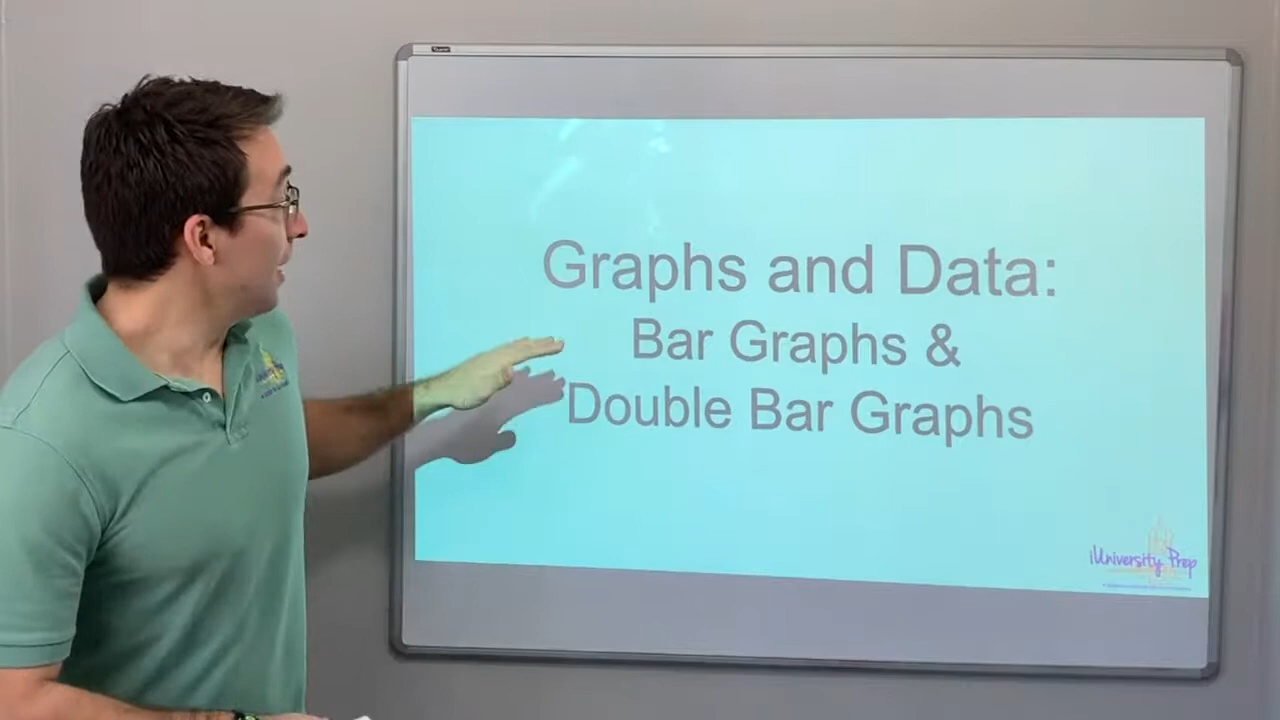 Graphs and Data:
Bar Graphs &
Double Bar Graphs
iUniversity Prep